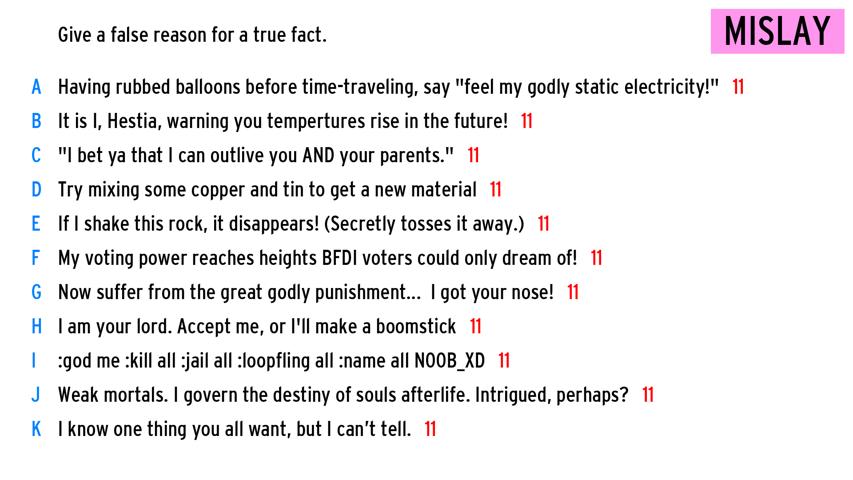 Give a false reason for a true fact.
MISLAY
A Having rubbed balloons before time-traveling, say "feel my godly static electricity!" 11
B It is I, Hestia, warning you tempertures rise in the future! 11
C "I bet ya that I can outlive you AND your parents." 11
D Try mixing some copper and tin to get a new material 11
E If I shake this rock, it disappears! (Secretly tosses it away.) 11
F My voting power reaches heights BFDI voters could only dream of! 11
G Now suffer from the great godly punishment... I got your nose! 11
H I am your lord. Accept me, or I'll make a boomstick 11
I :god me :kill all :jail all :loopfling all :name all NOOB_XD 11
J Weak mortals. I govern the destiny of souls afterlife. Intrigued, perhaps? 11
K I know one thing you all want, but I can’t tell. 11